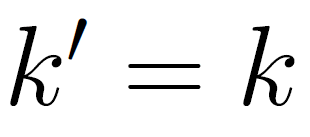 k′ = k